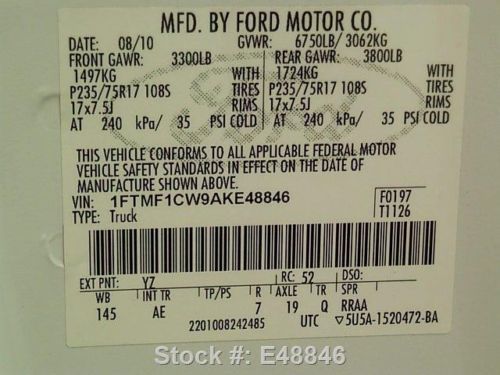 MFD. BY FORD MOTOR CO.
DATE: 08/10 GVWR: 6750LB/ 3062KG
FRONT GAWR: 3300LB REAR GAWR: 3800LB
1497KG WITH 1724KG WITH
P235/75R17 108S TIRES P235/75R17 108S TIRES
17x7.5J RIMS 17x7.5J RIMS
AT 240 kPa/ 35 PSI COLD AT 240 kPa/ 35 PSI COLD
THIS VEHICLE CONFORMS TO ALL APPLICABLE FEDERAL MOTOR
VEHICLE SAFETY STANDARDS IN EFFECT ON THE DATE OF
MANUFACTURE SHOWN ABOVE.
VIN: 1FTMF1CW9AKE48846 F0197
TYPE: Truck T1126
EXT PNT: YZ RC: 52 DSO:
WB INT TR TP/PS R AXLE TR SPR
145 AE 7 19 Q RRAA
2201008242485 UTC ▽5U5A-1520472-BA
Stock #: E48846